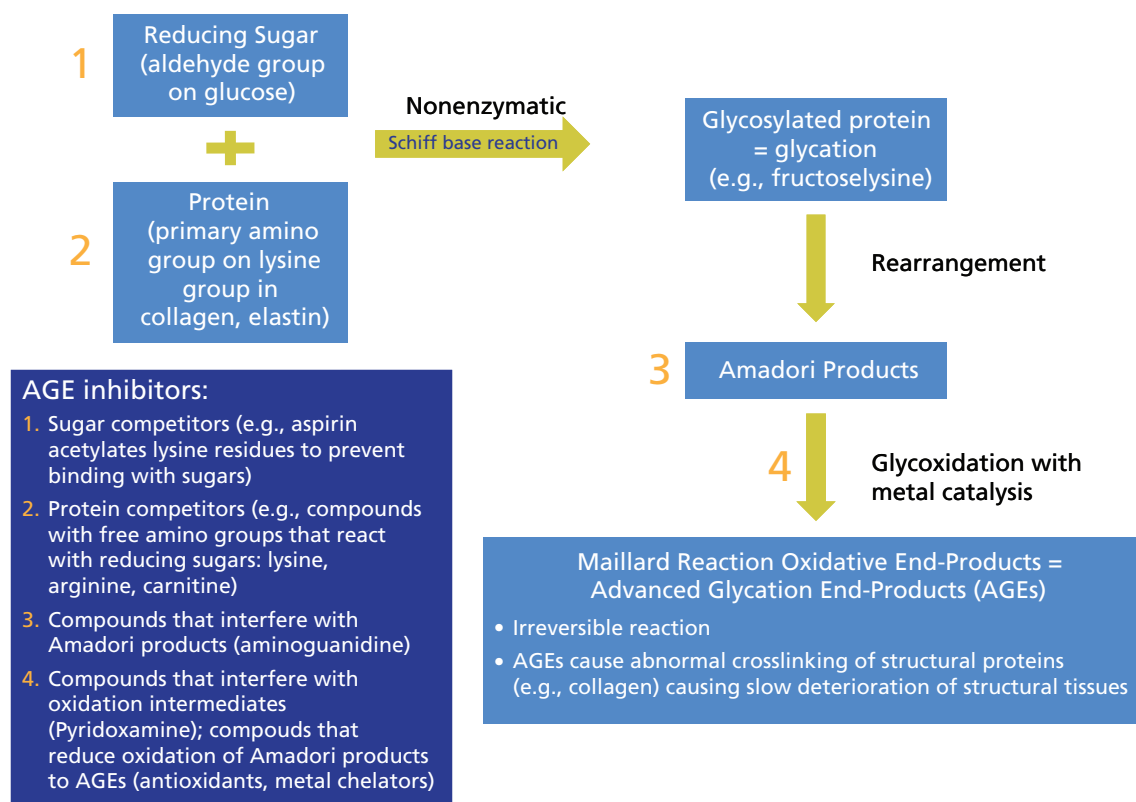 1
Reducing Sugar
(aldehyde group
on glucose)
2
Protein
(primary amino
group on lysine
group in
collagen, elastin)
Nonenzymatic
Schiff base reaction
Glycosylated protein
= glycation
(e.g., fructoselysine)
Rearrangement
3
Amadori Products
4
Glycoxidation with
metal catalysis
Maillard Reaction Oxidative End-Products =
Advanced Glycation End-Products (AGEs)
• Irreversible reaction
• AGEs cause abnormal crosslinking of structural proteins
(e.g., collagen) causing slow deterioration of structural tissues
AGE inhibitors:
1. Sugar competitors (e.g., aspirin
acetylates lysine residues to prevent
binding with sugars)
2. Protein competitors (e.g., compounds
with free amino groups that react
with reducing sugars: lysine,
arginine, carnitine)
3. Compounds that interfere with
Amadori products (aminoguanidine)
4. Compounds that interfere with
oxidation intermediates
(Pyridoxamine); compouds that
reduce oxidation of Amadori products
to AGEs (antioxidants, metal chelators)